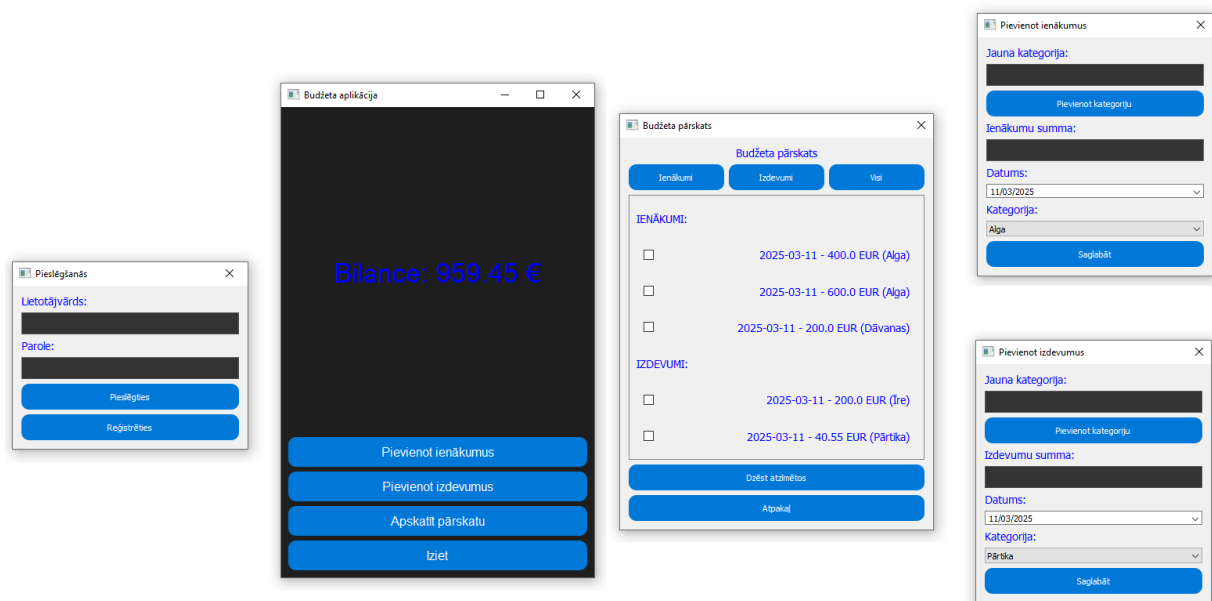 Pieslēgšanās
Lietotājvārds:
Parole:
Pieslēgties
Reģistrēties
Budžeta aplikācija
Bilance: 959.45 €
Pievienot ienākumus
Pievienot izdevumus
Apskatīt pārskatu
Iziet
Budžeta pārskats
Budžeta pārskats
Ienākumi Izdevumi Visi
IENĀKUMI:
2025-03-11 - 400.0 EUR (Alga)
2025-03-11 - 600.0 EUR (Alga)
2025-03-11 - 200.0 EUR (Dāvanas)
IZDEVUMI:
2025-03-11 - 200.0 EUR (Īre)
2025-03-11 - 40.55 EUR (Pārtika)
Dzēst atzīmētos
Atpakaļ
Pievienot ienākumus
Jauna kategorija:
Pievienot kategoriju
Ienākumu summa:
Datums:
11/03/2025
Kategorija:
Alga
Saglabāt
Pievienot izdevumus
Jauna kategorija:
Pievienot kategoriju
Izdevumu summa:
Datums:
11/03/2025
Kategorija:
Pārtika
Saglabāt